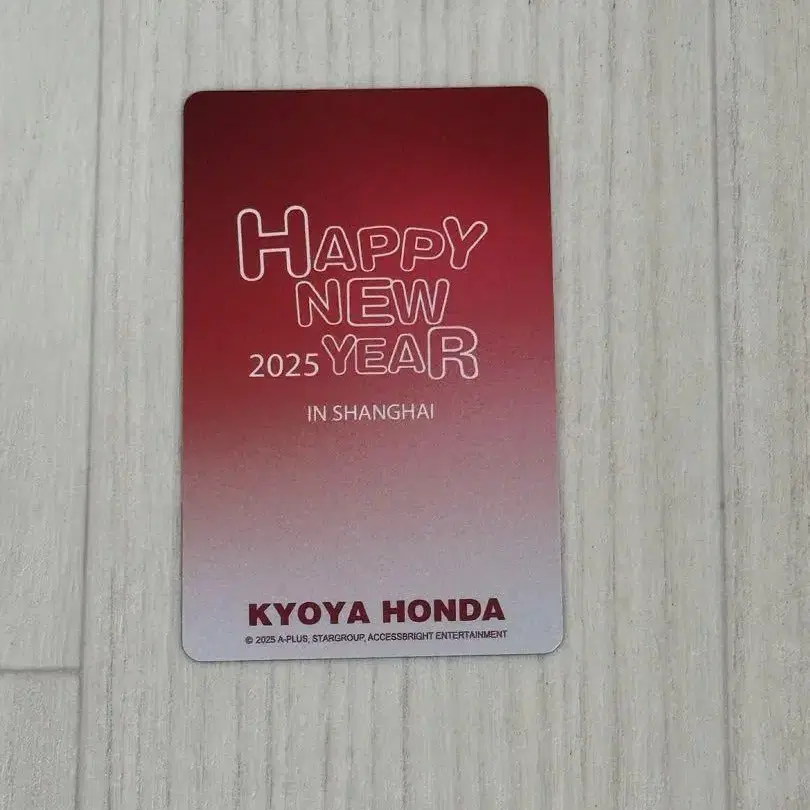 HAPPY
NEW
2025 YEAR
IN SHANGHAI
KYOYA HONDA
© 2025 A-PLUS, STARGROUP, ACCESSBRIGHT ENTERTAINMENT